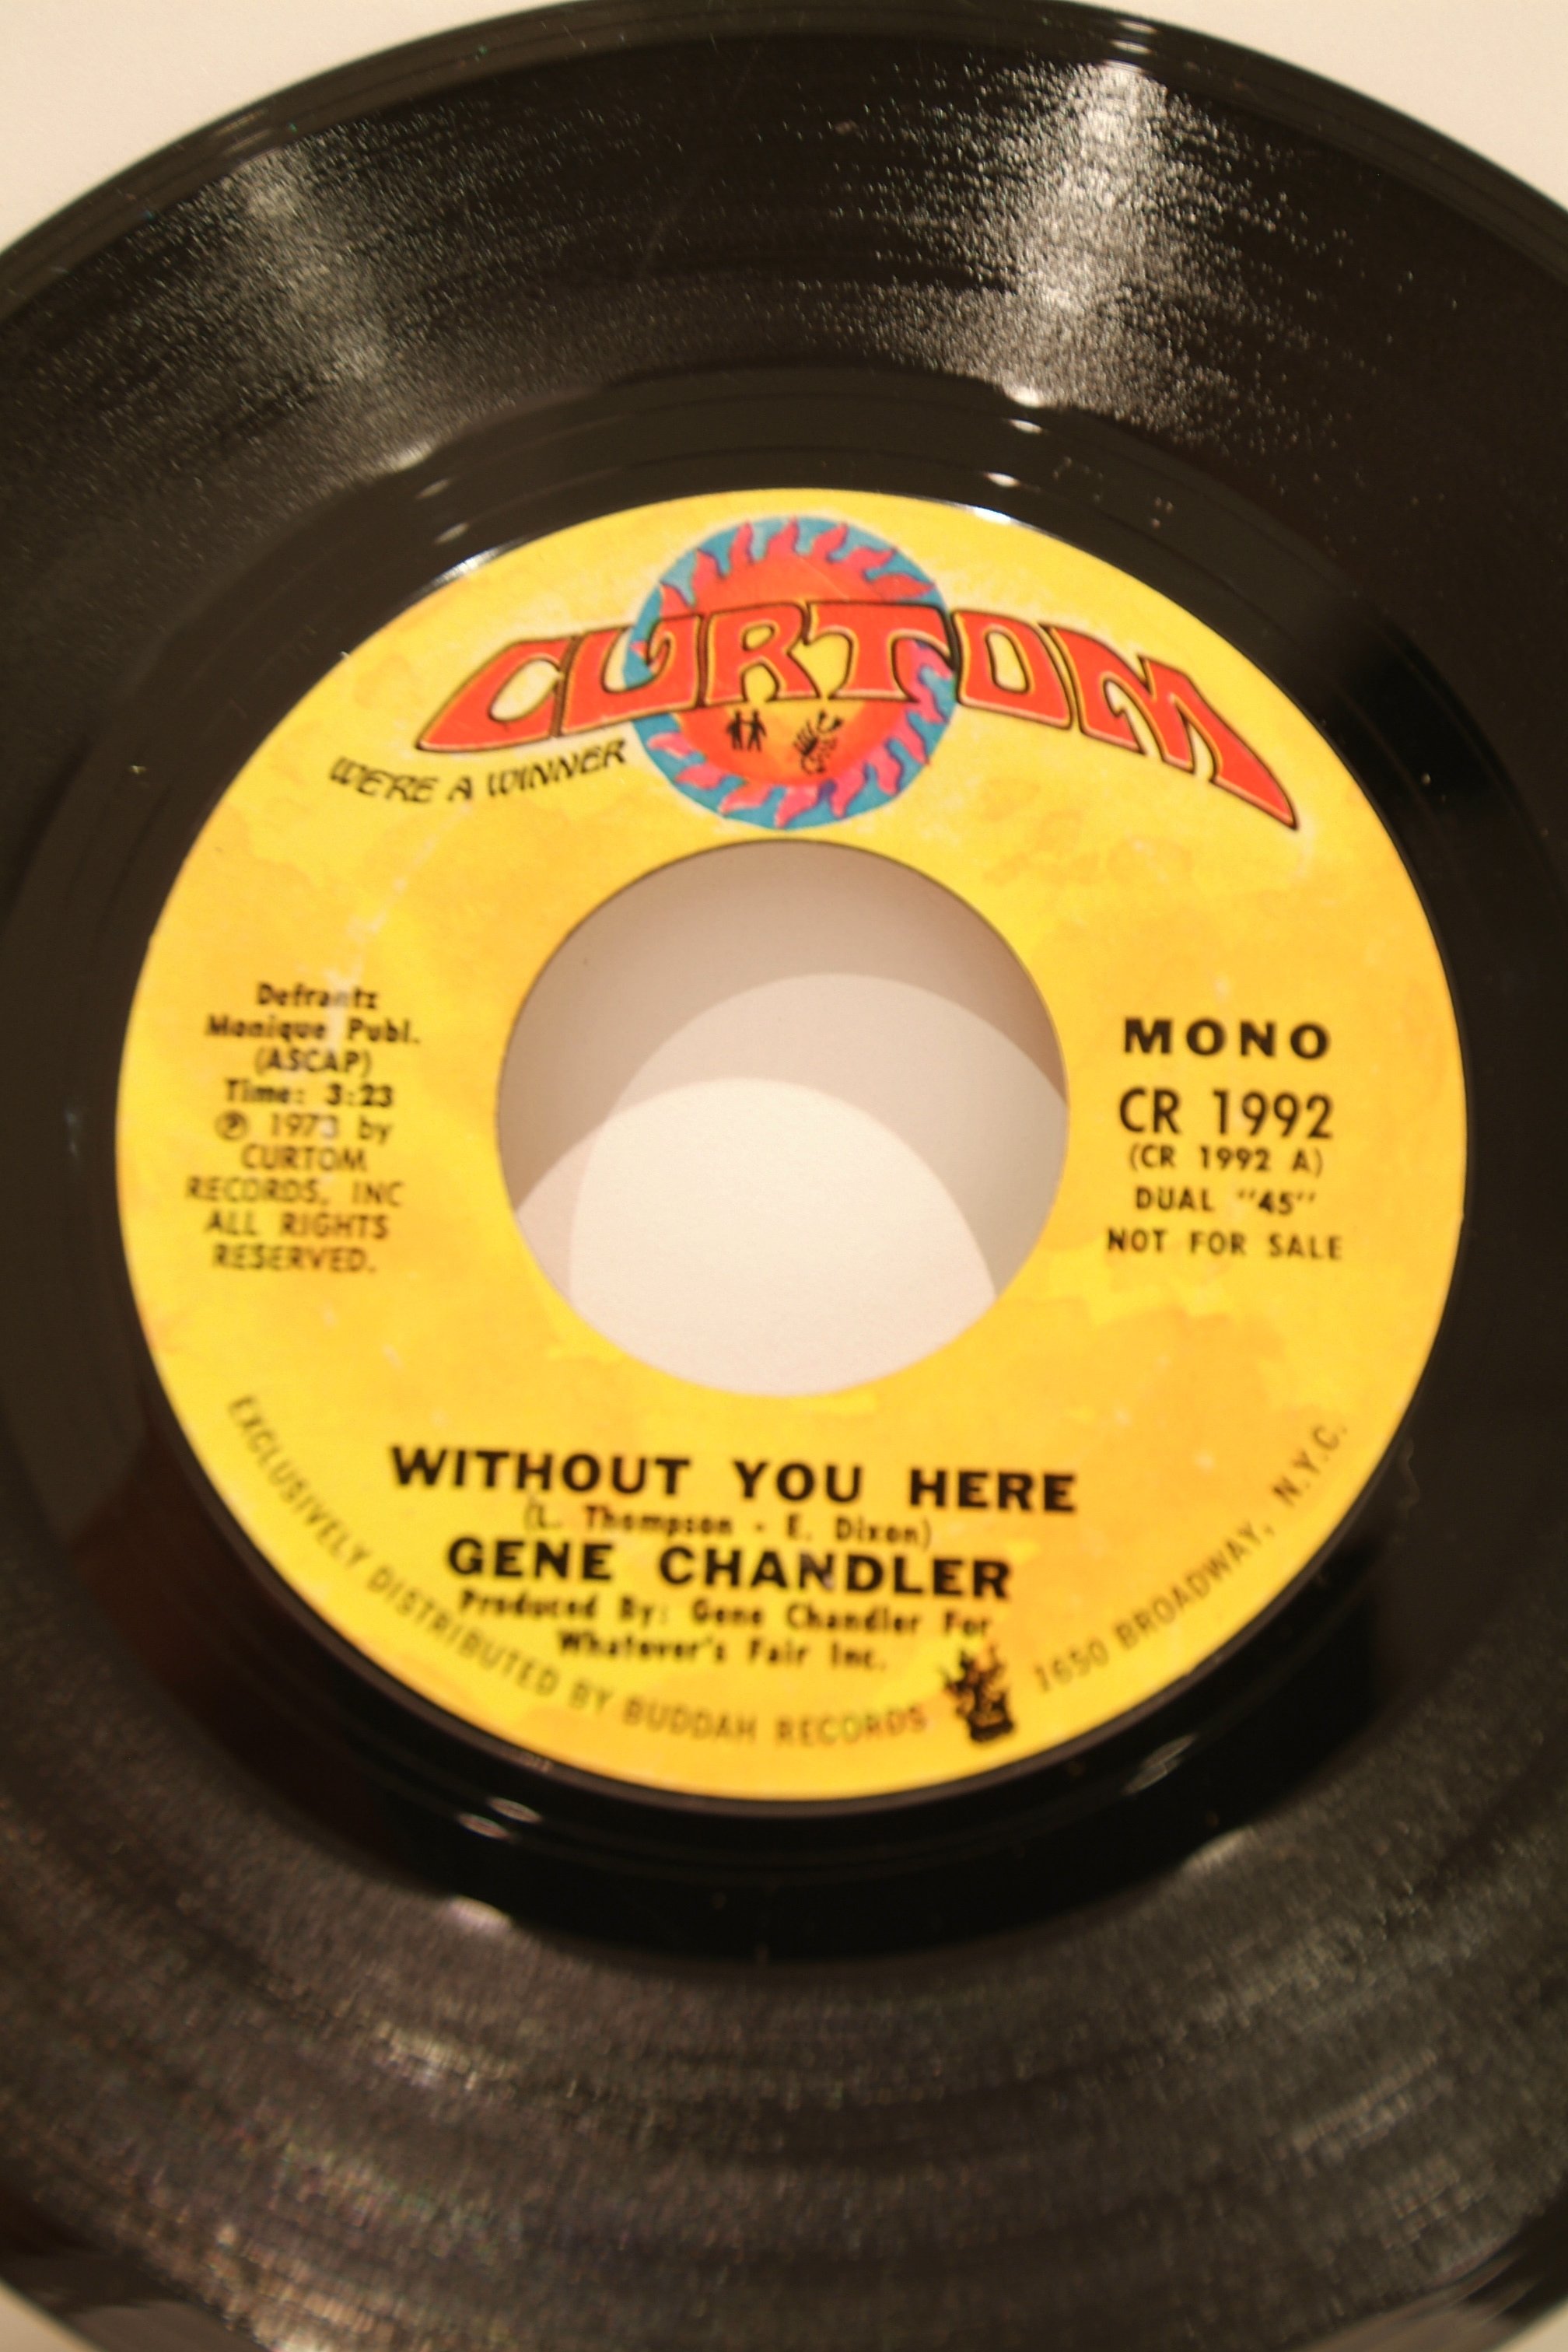 CURTOM
WE'RE A WINNER
Defrantz
Monique Publ.
(ASCAP)
Time: 3:23
℗ 1973 by
CURTOM
RECORDS, INC
ALL RIGHTS
RESERVED.
MONO
CR 1992
(CR 1992 A)
DUAL "45"
NOT FOR SALE
WITHOUT YOU HERE
(L. Thompson - E. Dixon)
GENE CHANDLER
Produced By: Gene Chandler For
Whatever's Fair Inc.
EXCLUSIVELY DISTRIBUTED BY BUDDAH RECORDS 1650 BROADWAY, N.Y.C.